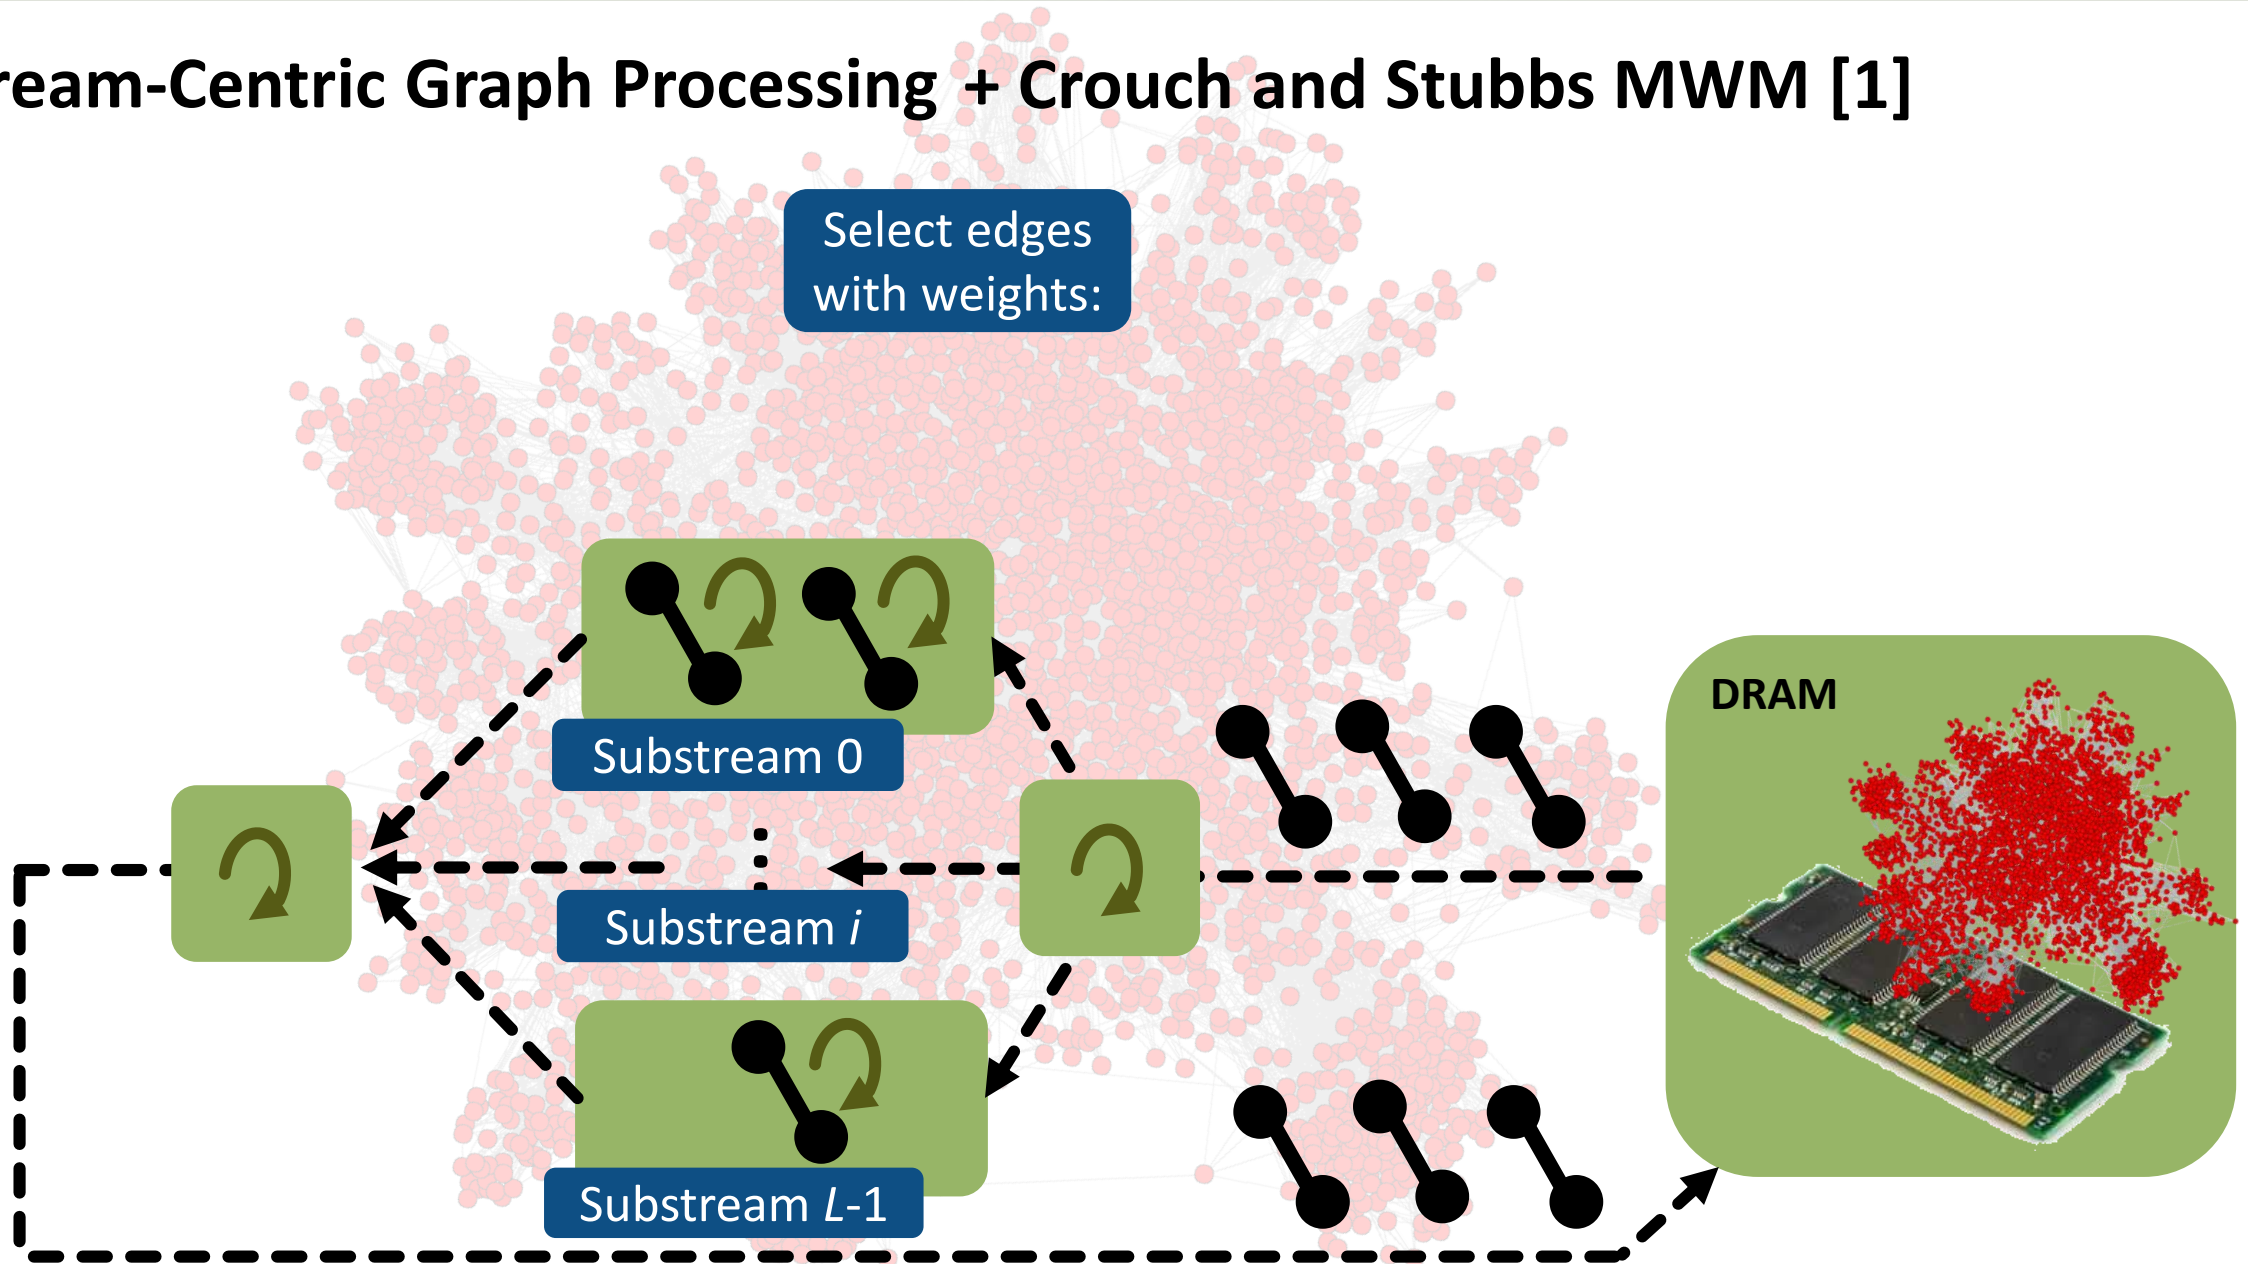 ream-Centric Graph Processing + Crouch and Stubbs MWM [1]
Select edges
with weights:
DRAM
Substream 0
Substream i
Substream L-1